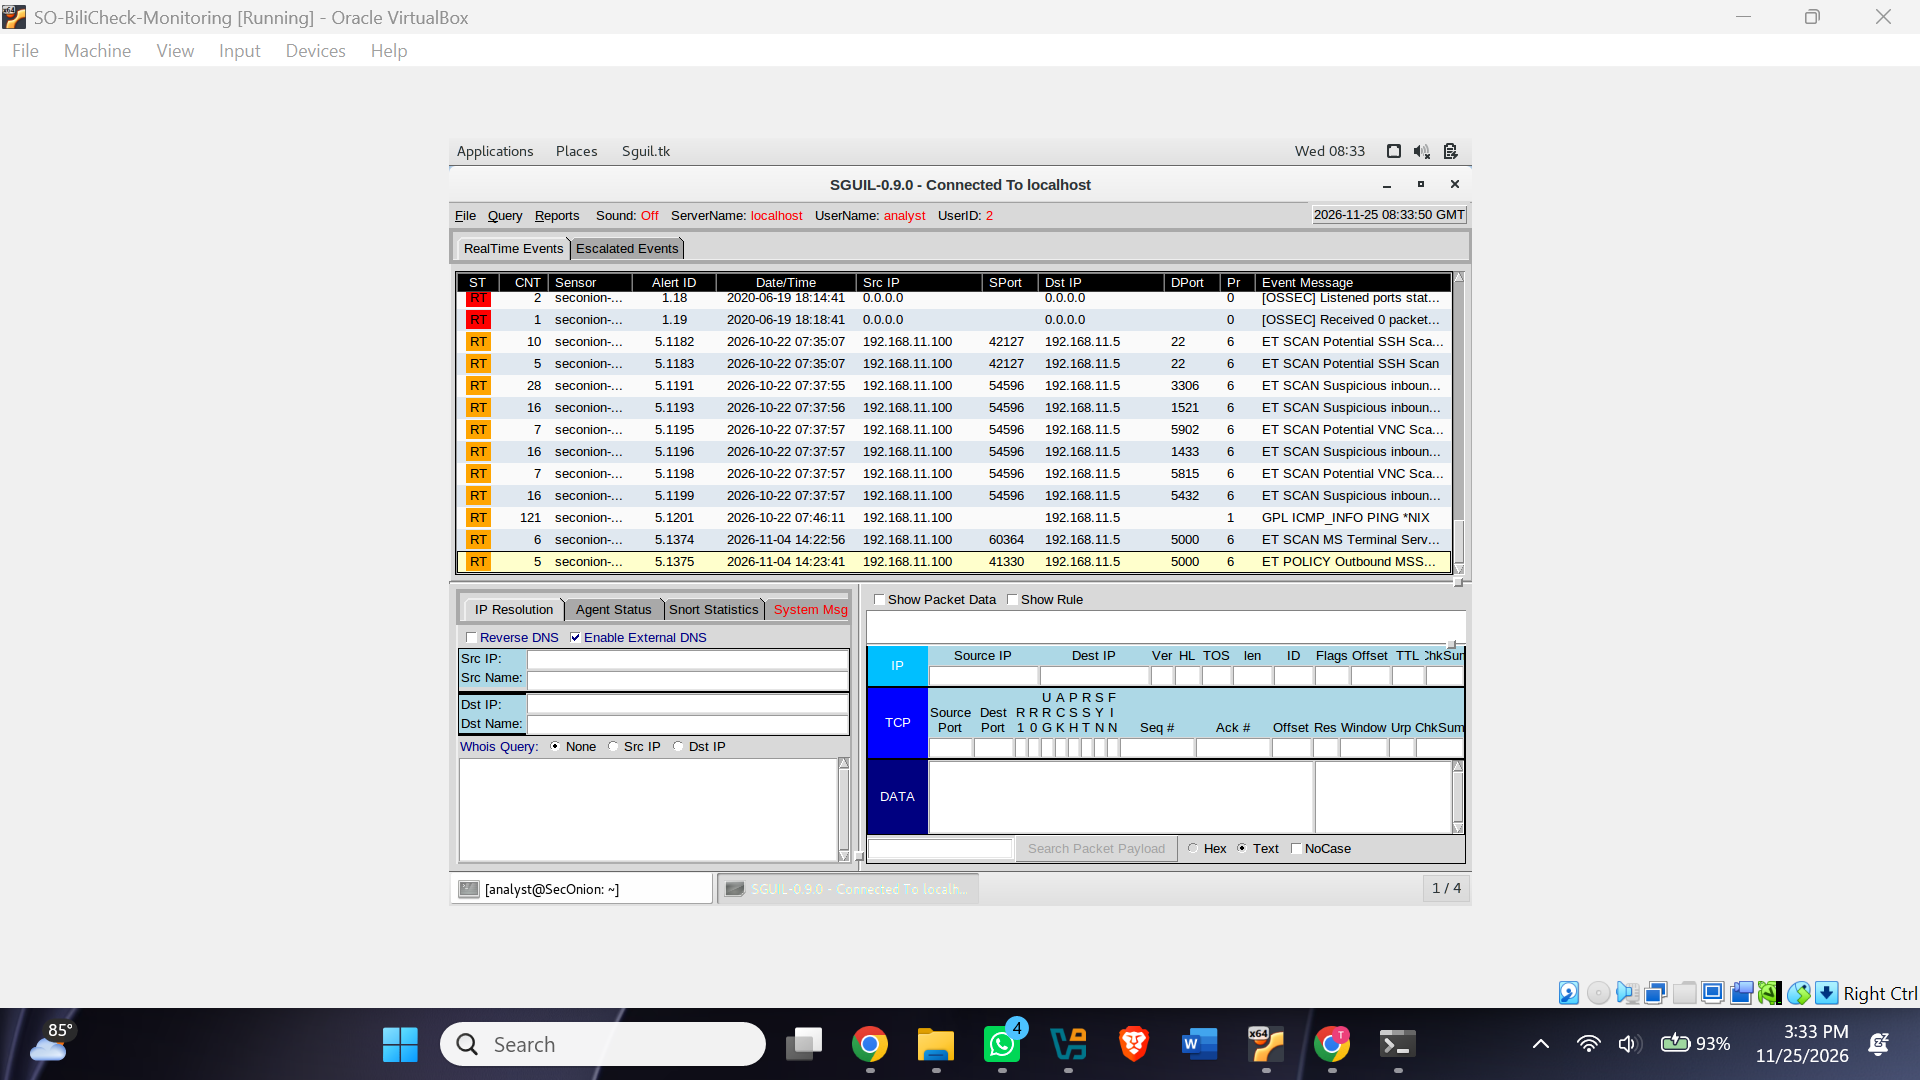 SO-BiliCheck-Monitoring [Running] - Oracle VirtualBox
File Machine View Input Devices Help
Applications Places Sguil.tk Wed 08:33
SGUIL-0.9.0 - Connected To localhost
File Query Reports Sound: Off ServerName: localhost UserName: analyst UserID: 2 2026-11-25 08:33:50 GMT
RealTime Events Escalated Events
ST CNT Sensor Alert ID Date/Time Src IP SPort Dst IP DPort Pr Event Message
RT 2 seconion-... 1.18 2020-06-19 18:14:41 0.0.0.0 0.0.0.0 0 [OSSEC] Listened ports stat...
RT 1 seconion-... 1.19 2020-06-19 18:18:41 0.0.0.0 0.0.0.0 0 [OSSEC] Received 0 packet...
RT 10 seconion-... 5.1182 2026-10-22 07:35:07 192.168.11.100 42127 192.168.11.5 22 6 ET SCAN Potential SSH Sca...
RT 5 seconion-... 5.1183 2026-10-22 07:35:07 192.168.11.100 42127 192.168.11.5 22 6 ET SCAN Potential SSH Scan
RT 28 seconion-... 5.1191 2026-10-22 07:37:55 192.168.11.100 54596 192.168.11.5 3306 6 ET SCAN Suspicious inboun...
RT 16 seconion-... 5.1193 2026-10-22 07:37:56 192.168.11.100 54596 192.168.11.5 1521 6 ET SCAN Suspicious inboun...
RT 7 seconion-... 5.1195 2026-10-22 07:37:57 192.168.11.100 54596 192.168.11.5 5902 6 ET SCAN Potential VNC Sca...
RT 16 seconion-... 5.1196 2026-10-22 07:37:57 192.168.11.100 54596 192.168.11.5 1433 6 ET SCAN Suspicious inboun...
RT 7 seconion-... 5.1198 2026-10-22 07:37:57 192.168.11.100 54596 192.168.11.5 5815 6 ET SCAN Potential VNC Sca...
RT 16 seconion-... 5.1199 2026-10-22 07:37:57 192.168.11.100 54596 192.168.11.5 5432 6 ET SCAN Suspicious inboun...
RT 121 seconion-... 5.1201 2026-10-22 07:46:11 192.168.11.100 192.168.11.5 1 GPL ICMP_INFO PING *NIX
RT 6 seconion-... 5.1374 2026-11-04 14:22:56 192.168.11.100 60364 192.168.11.5 5000 6 ET SCAN MS Terminal Serv...
RT 5 seconion-... 5.1375 2026-11-04 14:23:41 192.168.11.100 41330 192.168.11.5 5000 6 ET POLICY Outbound MSS...
IP Resolution Agent Status Snort Statistics System Msg
Reverse DNS Enable External DNS
Src IP:
Src Name:
Dst IP:
Dst Name:
Whois Query: None Src IP Dst IP
Show Packet Data Show Rule
IP Source IP Dest IP Ver HL TOS len ID Flags Offset TTL ChkSum
U A P R S F
Source Dest R R R C S S Y I
TCP Port Port 1 0 G K H T N N Seq # Ack # Offset Res Window Urp ChkSum
DATA
Search Packet Payload Hex Text NoCase
[analyst@SecOnion: ~] SGUIL-0.9.0 - Connected To localh... 1 / 4
Right Ctrl
85° Search 4 x64 T 93% 3:33 PM
11/25/2026